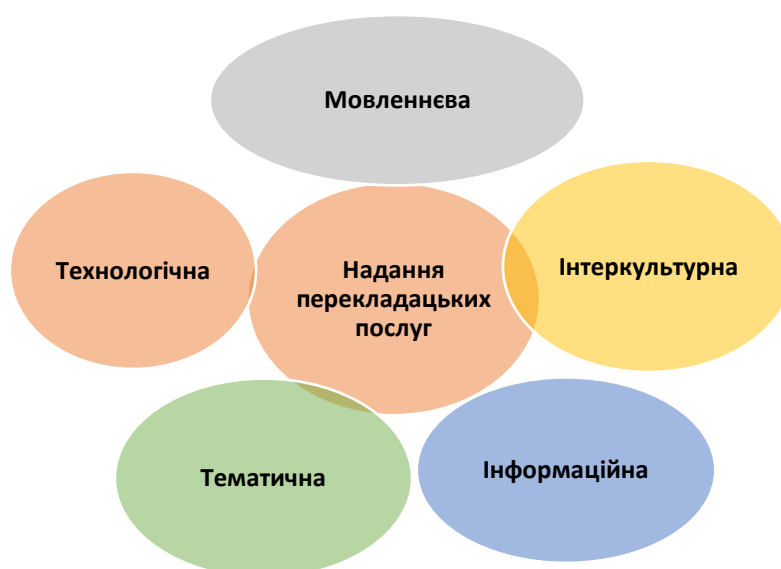 Мовленнєва
Технологічна
Надання
перекладацьких
послуг
Інтеркультурна
Тематична
Інформаційна